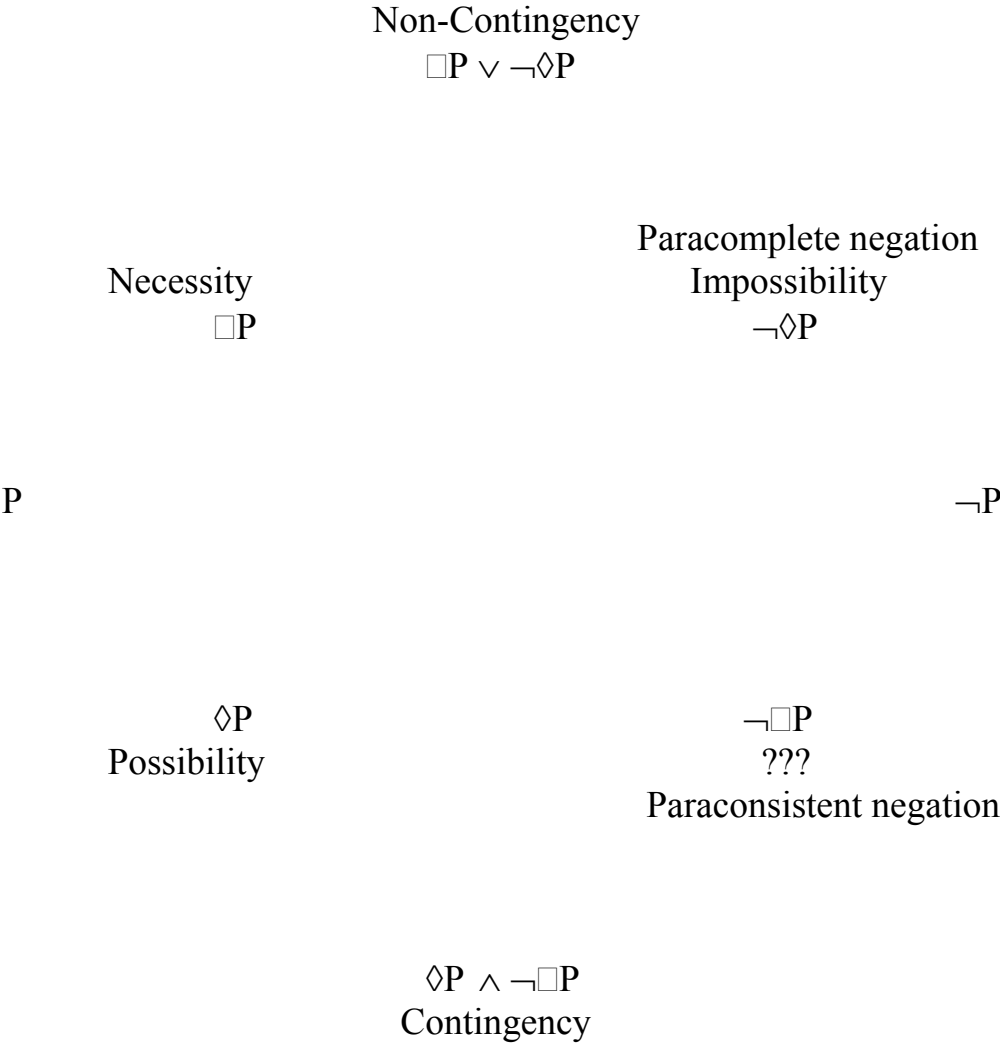 Non-Contingency
□P ∨ ¬◊P
Paracomplete negation
Necessity Impossibility
□P ¬◊P
P ¬P
◊P ¬□P
Possibility ???
Paraconsistent negation
◊P ∧ ¬□P
Contingency